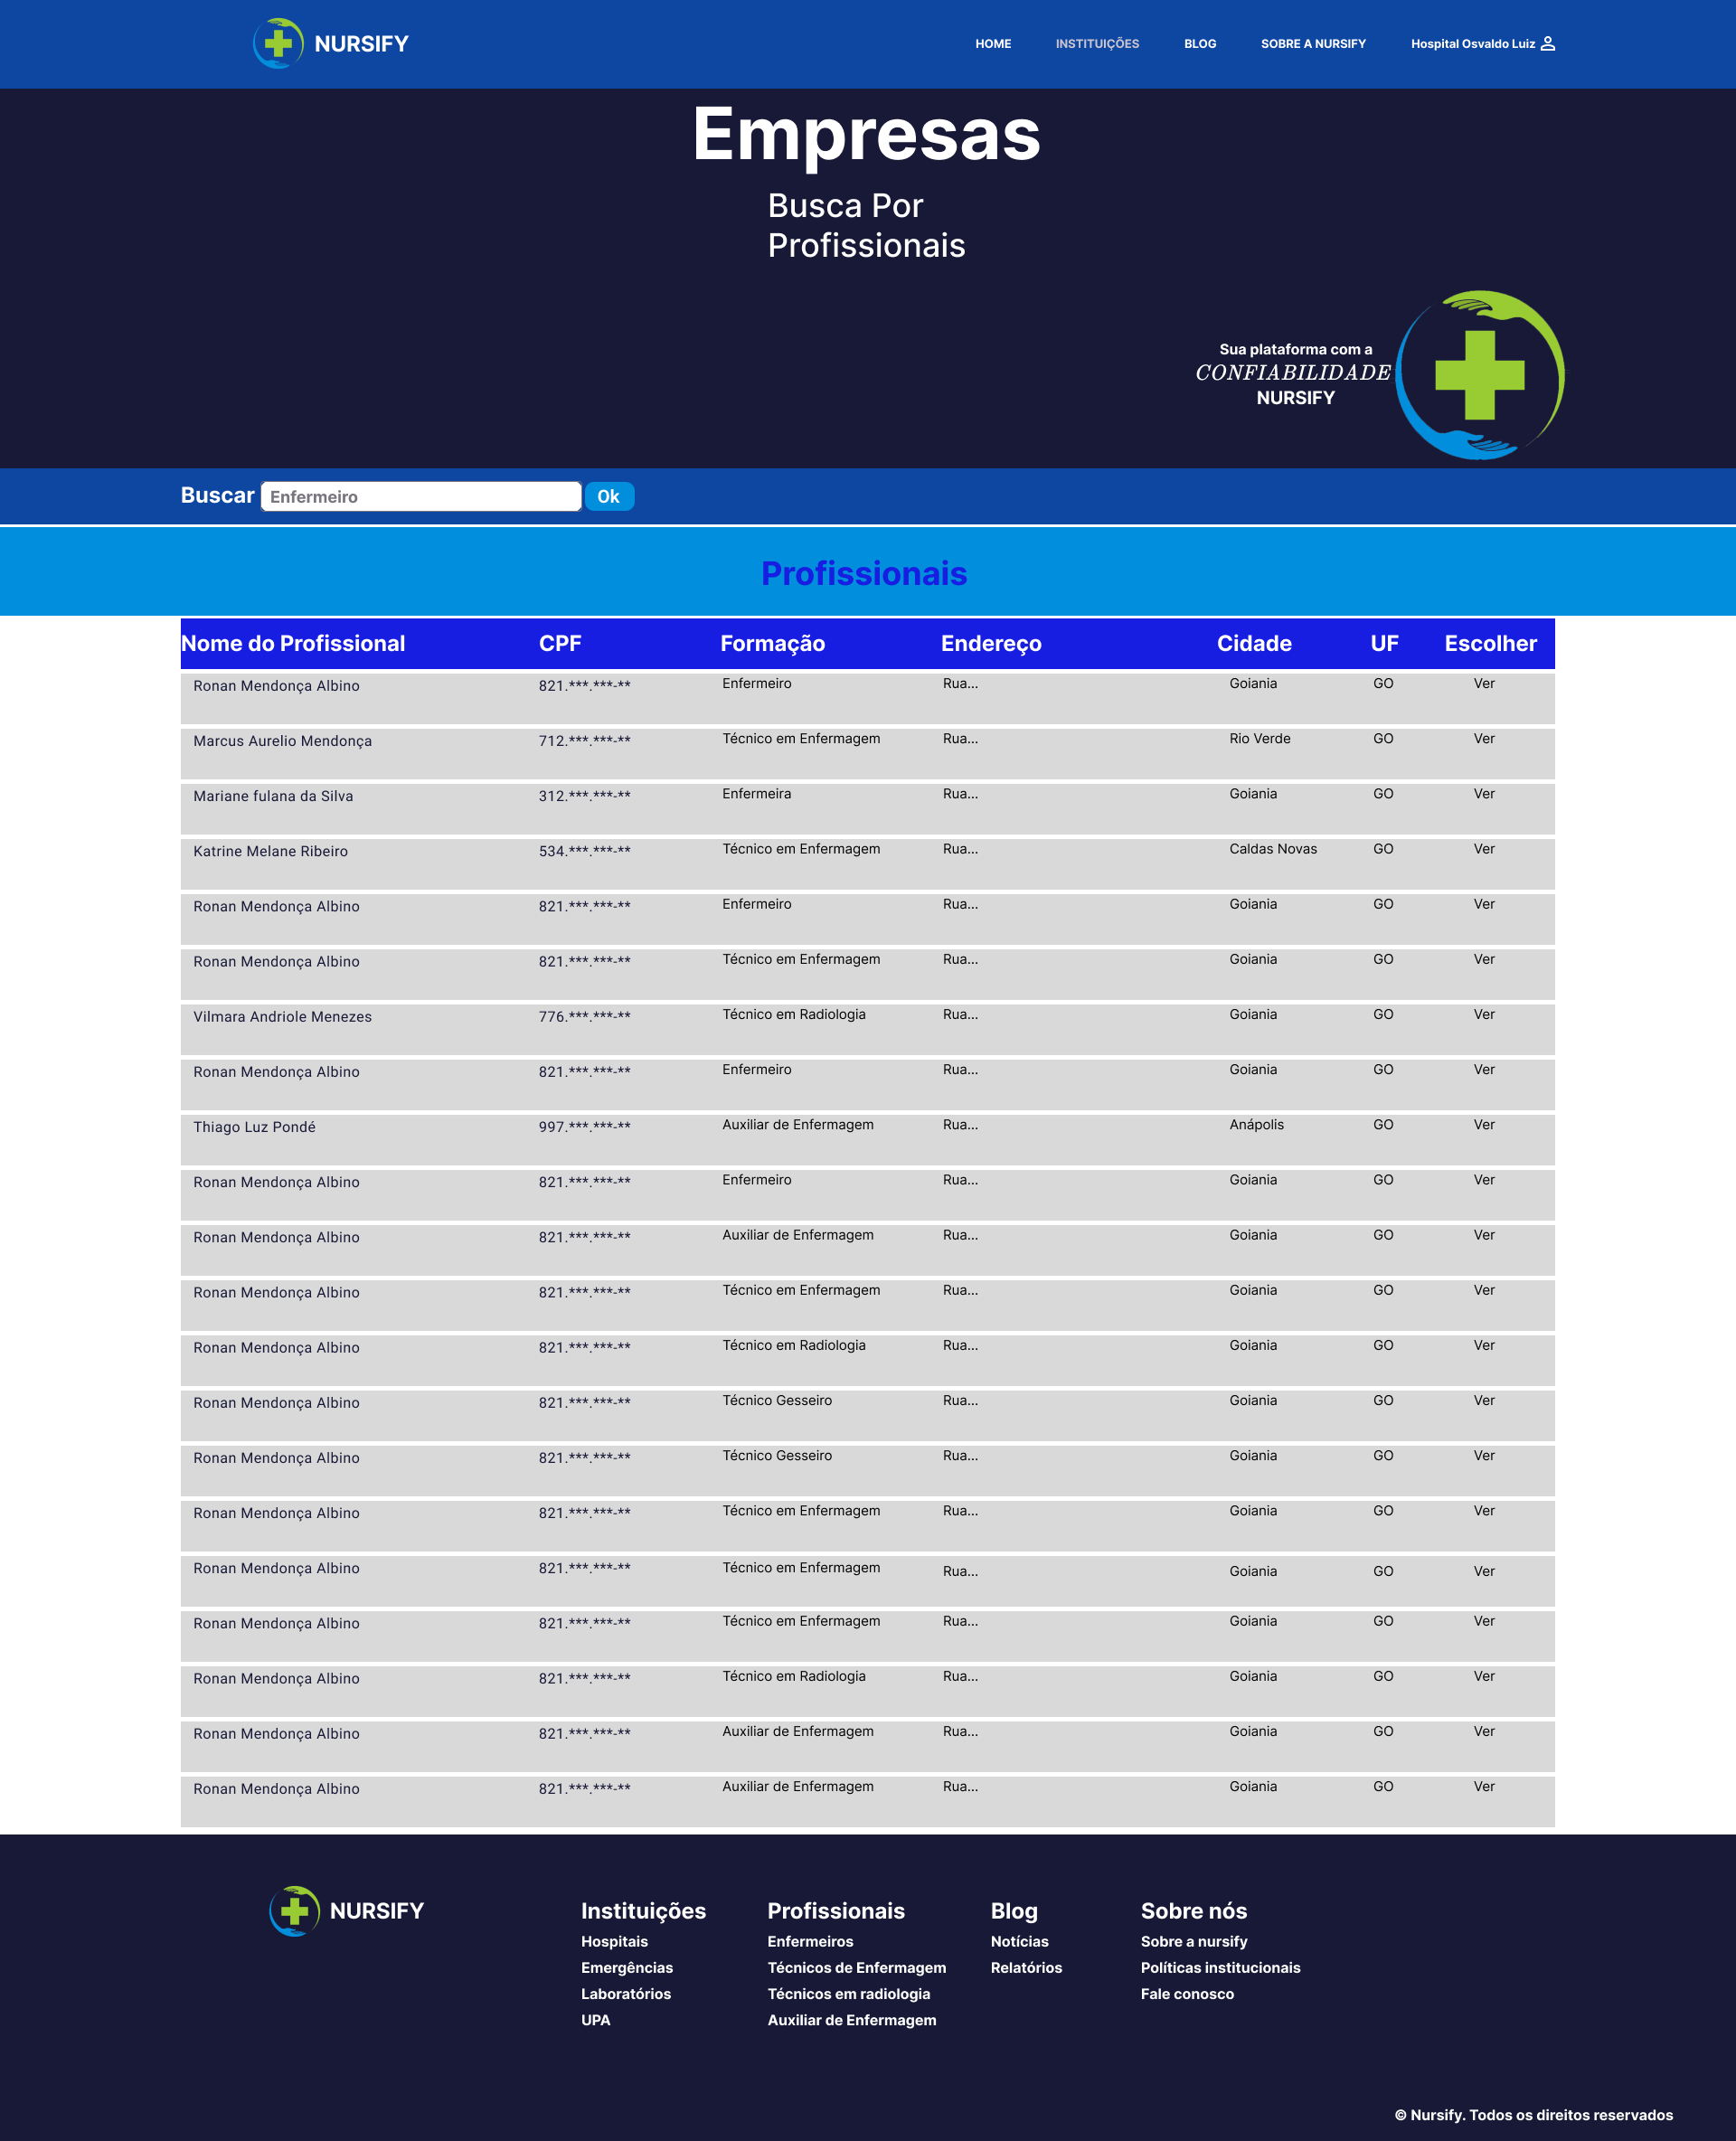 NURSIFY
HOME INSTITUIÇÕES BLOG SOBRE A NURSIFY Hospital Osvaldo Luiz
Empresas
Busca Por
Profissionais
Sua plataforma com a
CONFIABILIDADE
NURSIFY
Buscar Enfermeiro Ok
Profissionais
Nome do Profissional CPF Formação Endereço Cidade UF Escolher
Ronan Mendonça Albino 821.***.***-** Enfermeiro Rua... Goiania GO Ver
Marcus Aurelio Mendonça 712.***.***-** Técnico em Enfermagem Rua... Rio Verde GO Ver
Mariane fulana da Silva 312.***.***-** Enfermeira Rua... Goiania GO Ver
Katrine Melane Ribeiro 534.***.***-** Técnico em Enfermagem Rua... Caldas Novas GO Ver
Ronan Mendonça Albino 821.***.***-** Enfermeiro Rua... Goiania GO Ver
Ronan Mendonça Albino 821.***.***-** Técnico em Enfermagem Rua... Goiania GO Ver
Vilmara Andriole Menezes 776.***.***-** Técnico em Radiologia Rua... Goiania GO Ver
Ronan Mendonça Albino 821.***.***-** Enfermeiro Rua... Goiania GO Ver
Thiago Luz Pondé 997.***.***-** Auxiliar de Enfermagem Rua... Anápolis GO Ver
Ronan Mendonça Albino 821.***.***-** Enfermeiro Rua... Goiania GO Ver
Ronan Mendonça Albino 821.***.***-** Auxiliar de Enfermagem Rua... Goiania GO Ver
Ronan Mendonça Albino 821.***.***-** Técnico em Enfermagem Rua... Goiania GO Ver
Ronan Mendonça Albino 821.***.***-** Técnico em Radiologia Rua... Goiania GO Ver
Ronan Mendonça Albino 821.***.***-** Técnico Gesseiro Rua... Goiania GO Ver
Ronan Mendonça Albino 821.***.***-** Técnico Gesseiro Rua... Goiania GO Ver
Ronan Mendonça Albino 821.***.***-** Técnico em Enfermagem Rua... Goiania GO Ver
Ronan Mendonça Albino 821.***.***-** Técnico em Enfermagem Rua... Goiania GO Ver
Ronan Mendonça Albino 821.***.***-** Técnico em Enfermagem Rua... Goiania GO Ver
Ronan Mendonça Albino 821.***.***-** Técnico em Radiologia Rua... Goiania GO Ver
Ronan Mendonça Albino 821.***.***-** Auxiliar de Enfermagem Rua... Goiania GO Ver
Ronan Mendonça Albino 821.***.***-** Auxiliar de Enfermagem Rua... Goiania GO Ver
NURSIFY
Instituições
Hospitais
Emergências
Laboratórios
UPA
Profissionais
Enfermeiros
Técnicos de Enfermagem
Técnicos em radiologia
Auxiliar de Enfermagem
Blog
Notícias
Relatórios
Sobre nós
Sobre a nursify
Políticas institucionais
Fale conosco
© Nursify. Todos os direitos reservados